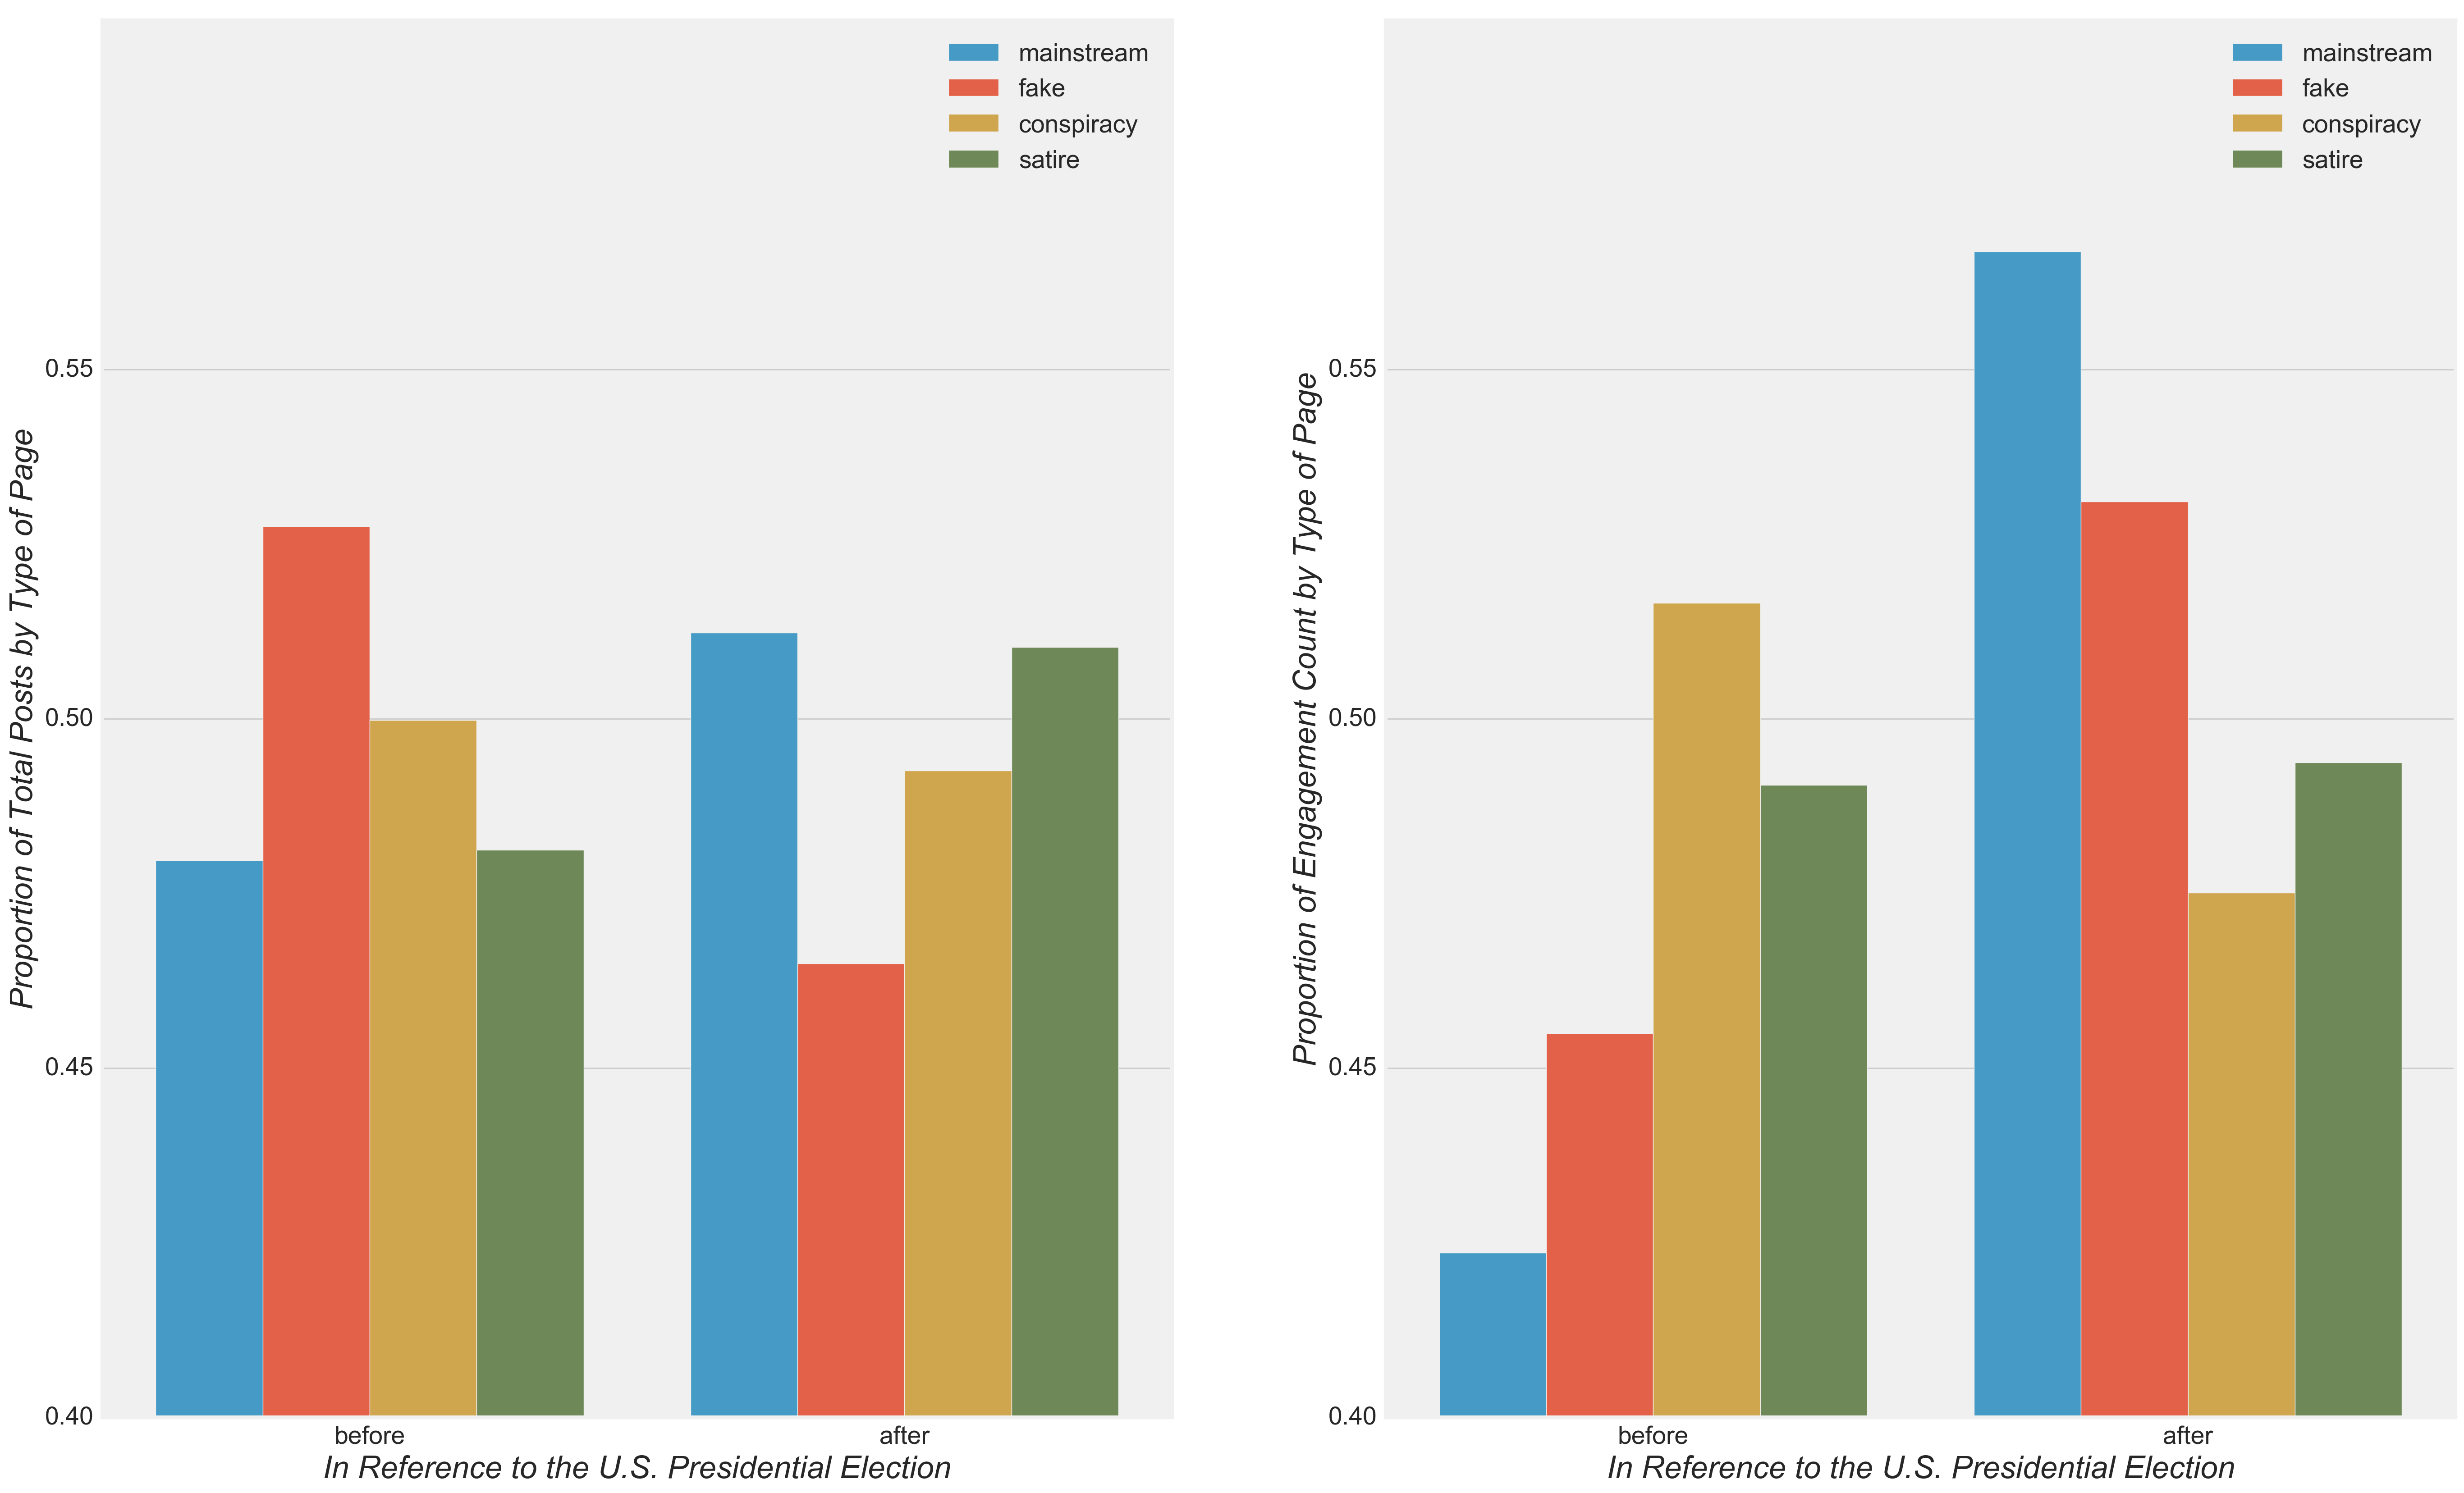 Proportion of Total Posts by Type of Page
0.55
0.50
0.45
0.40
mainstream
fake
conspiracy
satire
before
after
In Reference to the U.S. Presidential Election
Proportion of Engagement Count by Type of Page
0.55
0.50
0.45
0.40
mainstream
fake
conspiracy
satire
before
after
In Reference to the U.S. Presidential Election